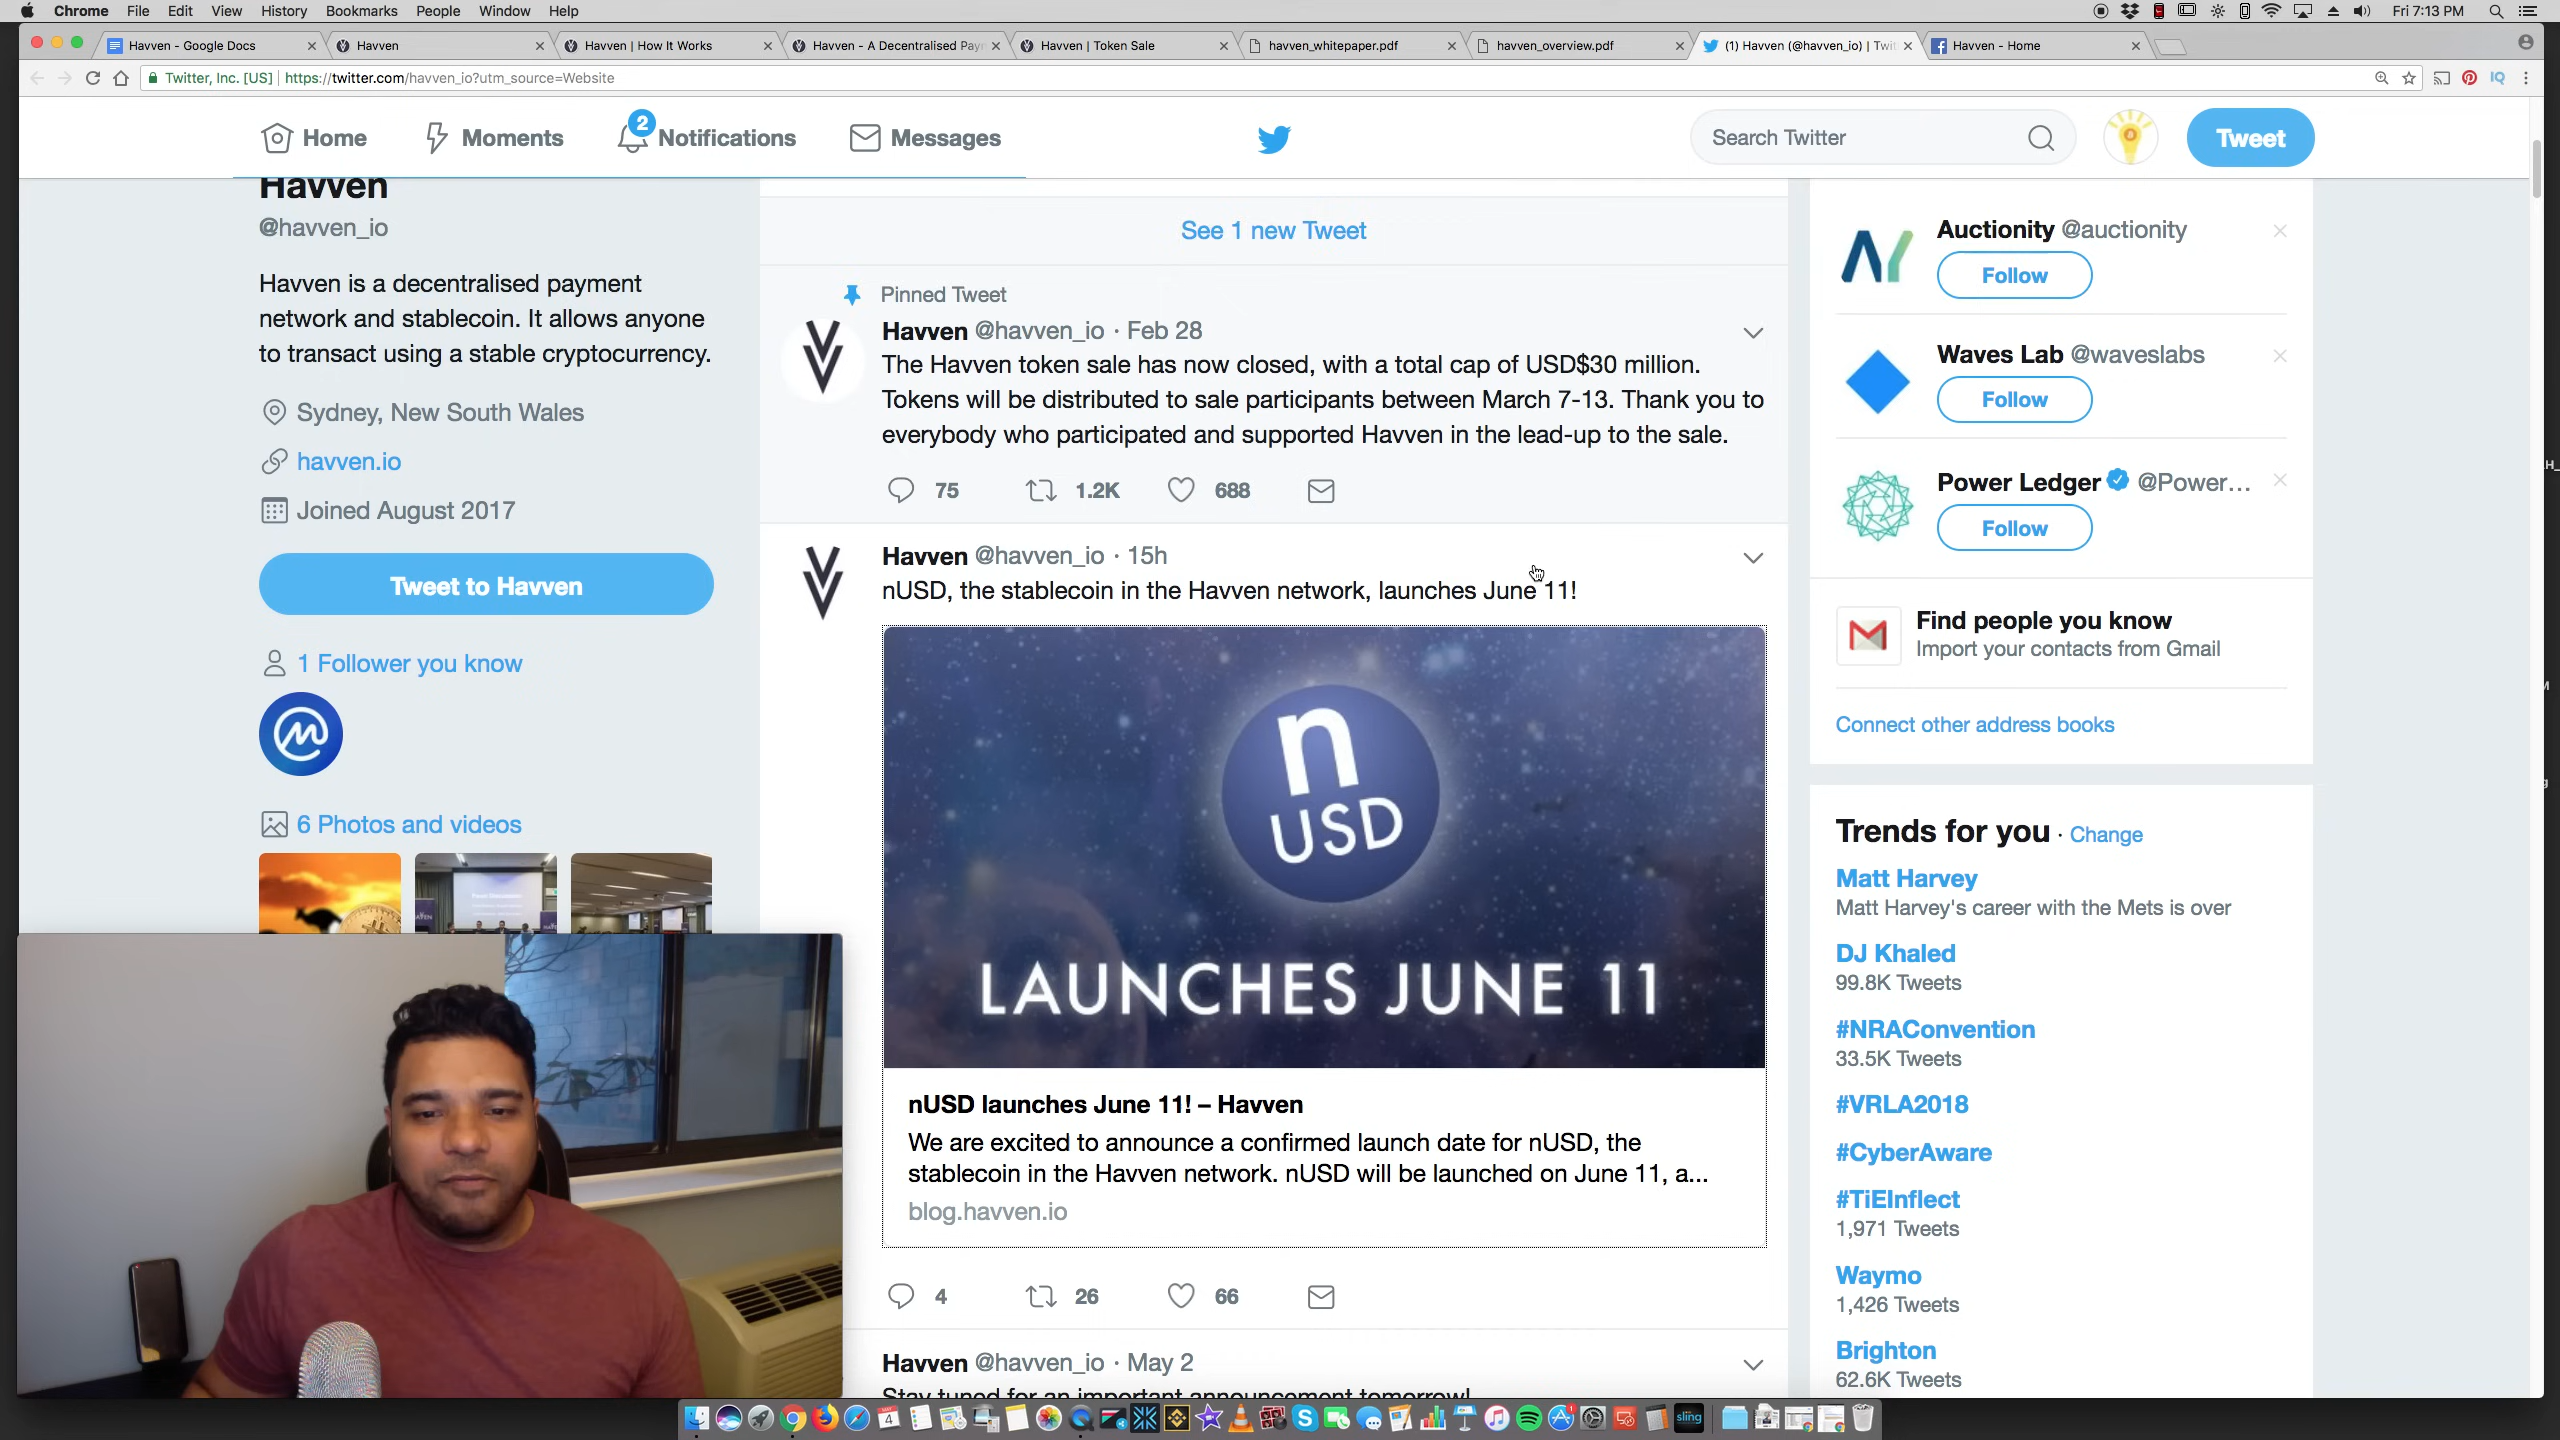 Chrome File Edit View History Bookmarks People Window Help
Fri 7:13 PM
Havven - Google Docs
Havven
Havven | How It Works
Havven - A Decentralised Pay
Havven | Token Sale
havven_whitepaper.pdf
havven_overview.pdf
(1) Havven (@havven_io) | Twit
Havven - Home
Twitter, Inc. [US] https://twitter.com/havven_io?utm_source=Website
Home
Moments
2
Notifications
Messages
Search Twitter
Tweet
Havven
@havven_io
Havven is a decentralised payment
network and stablecoin. It allows anyone
to transact using a stable cryptocurrency.
Sydney, New South Wales
havven.io
Joined August 2017
Tweet to Havven
1 Follower you know
6 Photos and videos
See 1 new Tweet
Pinned Tweet
Havven @havven_io · Feb 28
The Havven token sale has now closed, with a total cap of USD$30 million.
Tokens will be distributed to sale participants between March 7-13. Thank you to
everybody who participated and supported Havven in the lead-up to the sale.
75 1.2K 688
Havven @havven_io · 15h
nUSD, the stablecoin in the Havven network, launches June 11!
n
USD
LAUNCHES JUNE 11
nUSD launches June 11! – Havven
We are excited to announce a confirmed launch date for nUSD, the
stablecoin in the Havven network. nUSD will be launched on June 11, a...
blog.havven.io
4 26 66
Havven @havven_io · May 2
Stay tuned for an important announcement tomorrow!
Auctionity @auctionity
Follow
Waves Lab @waveslabs
Follow
Power Ledger @Power...
Follow
Find people you know
Import your contacts from Gmail
Connect other address books
Trends for you · Change
Matt Harvey
Matt Harvey's career with the Mets is over
DJ Khaled
99.8K Tweets
#NRAConvention
33.5K Tweets
#VRLA2018
#CyberAware
#TiEInflect
1,971 Tweets
Waymo
1,426 Tweets
Brighton
62.6K Tweets
sling